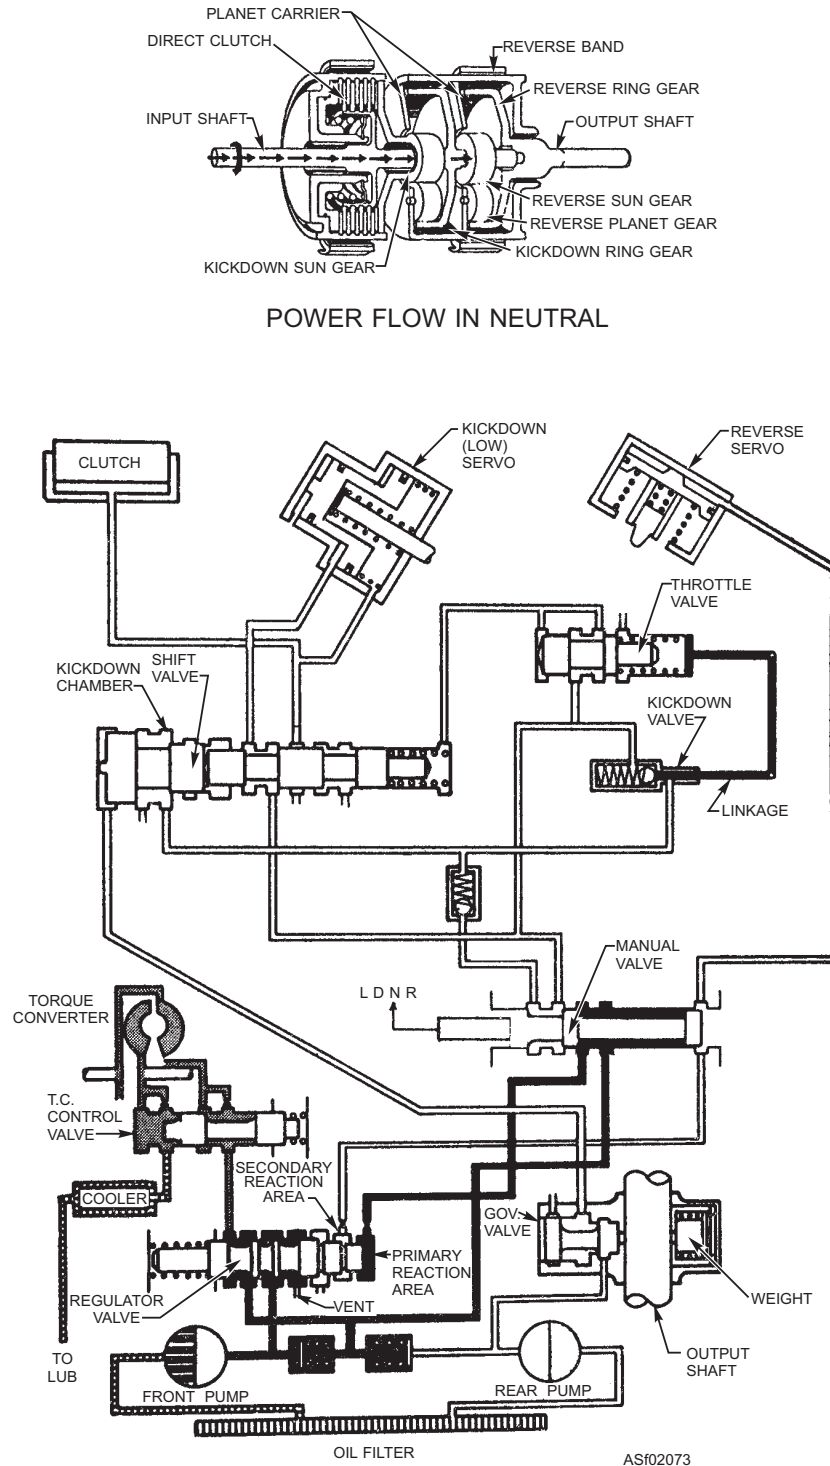 PLANET CARRIER
DIRECT CLUTCH
REVERSE BAND
REVERSE RING GEAR
INPUT SHAFT
OUTPUT SHAFT
REVERSE SUN GEAR
REVERSE PLANET GEAR
KICKDOWN RING GEAR
KICKDOWN SUN GEAR
POWER FLOW IN NEUTRAL
CLUTCH
KICKDOWN
(LOW)
SERVO
REVERSE
SERVO
THROTTLE
VALVE
SHIFT
VALVE
KICKDOWN
CHAMBER
KICKDOWN
VALVE
LINKAGE
MANUAL
VALVE
L D N R
TORQUE
CONVERTER
T.C.
CONTROL
VALVE
SECONDARY
REACTION
AREA
COOLER
GOV.
VALVE
PRIMARY
REACTION
AREA
WEIGHT
REGULATOR
VALVE
VENT
TO
LUB
OUTPUT
SHAFT
FRONT PUMP
REAR PUMP
OIL FILTER
ASf02073